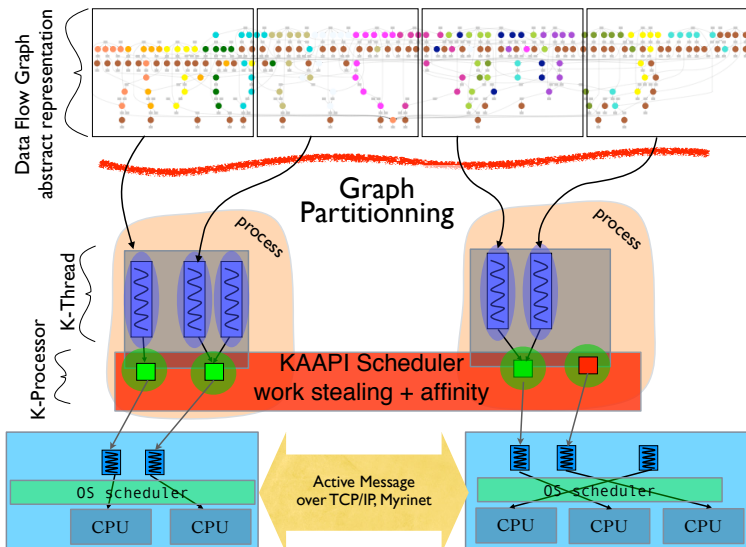 Data Flow Graph
abstract representation
Graph
Partitionning
process
process
K-Thread
K-Processor
KAAPI Scheduler
work stealing + affinity
OS scheduler
CPU
CPU
Active Message
over TCP/IP, Myrinet
OS scheduler
CPU
CPU
CPU